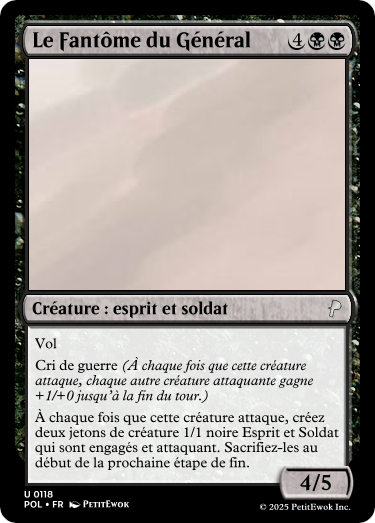 Le Fantôme du Général 4
Créature : esprit et soldat
Vol
Cri de guerre (À chaque fois que cette créature
attaque, chaque autre créature attaquante gagne
+1/+0 jusqu'à la fin du tour.)
À chaque fois que cette créature attaque, créez
deux jetons de créature 1/1 noire Esprit et Soldat
qui sont engagés et attaquant. Sacrifiez-les au
début de la prochaine étape de fin.
4/5
U 0118
POL • FR PetitEwok
© 2025 PetitEwok Inc.